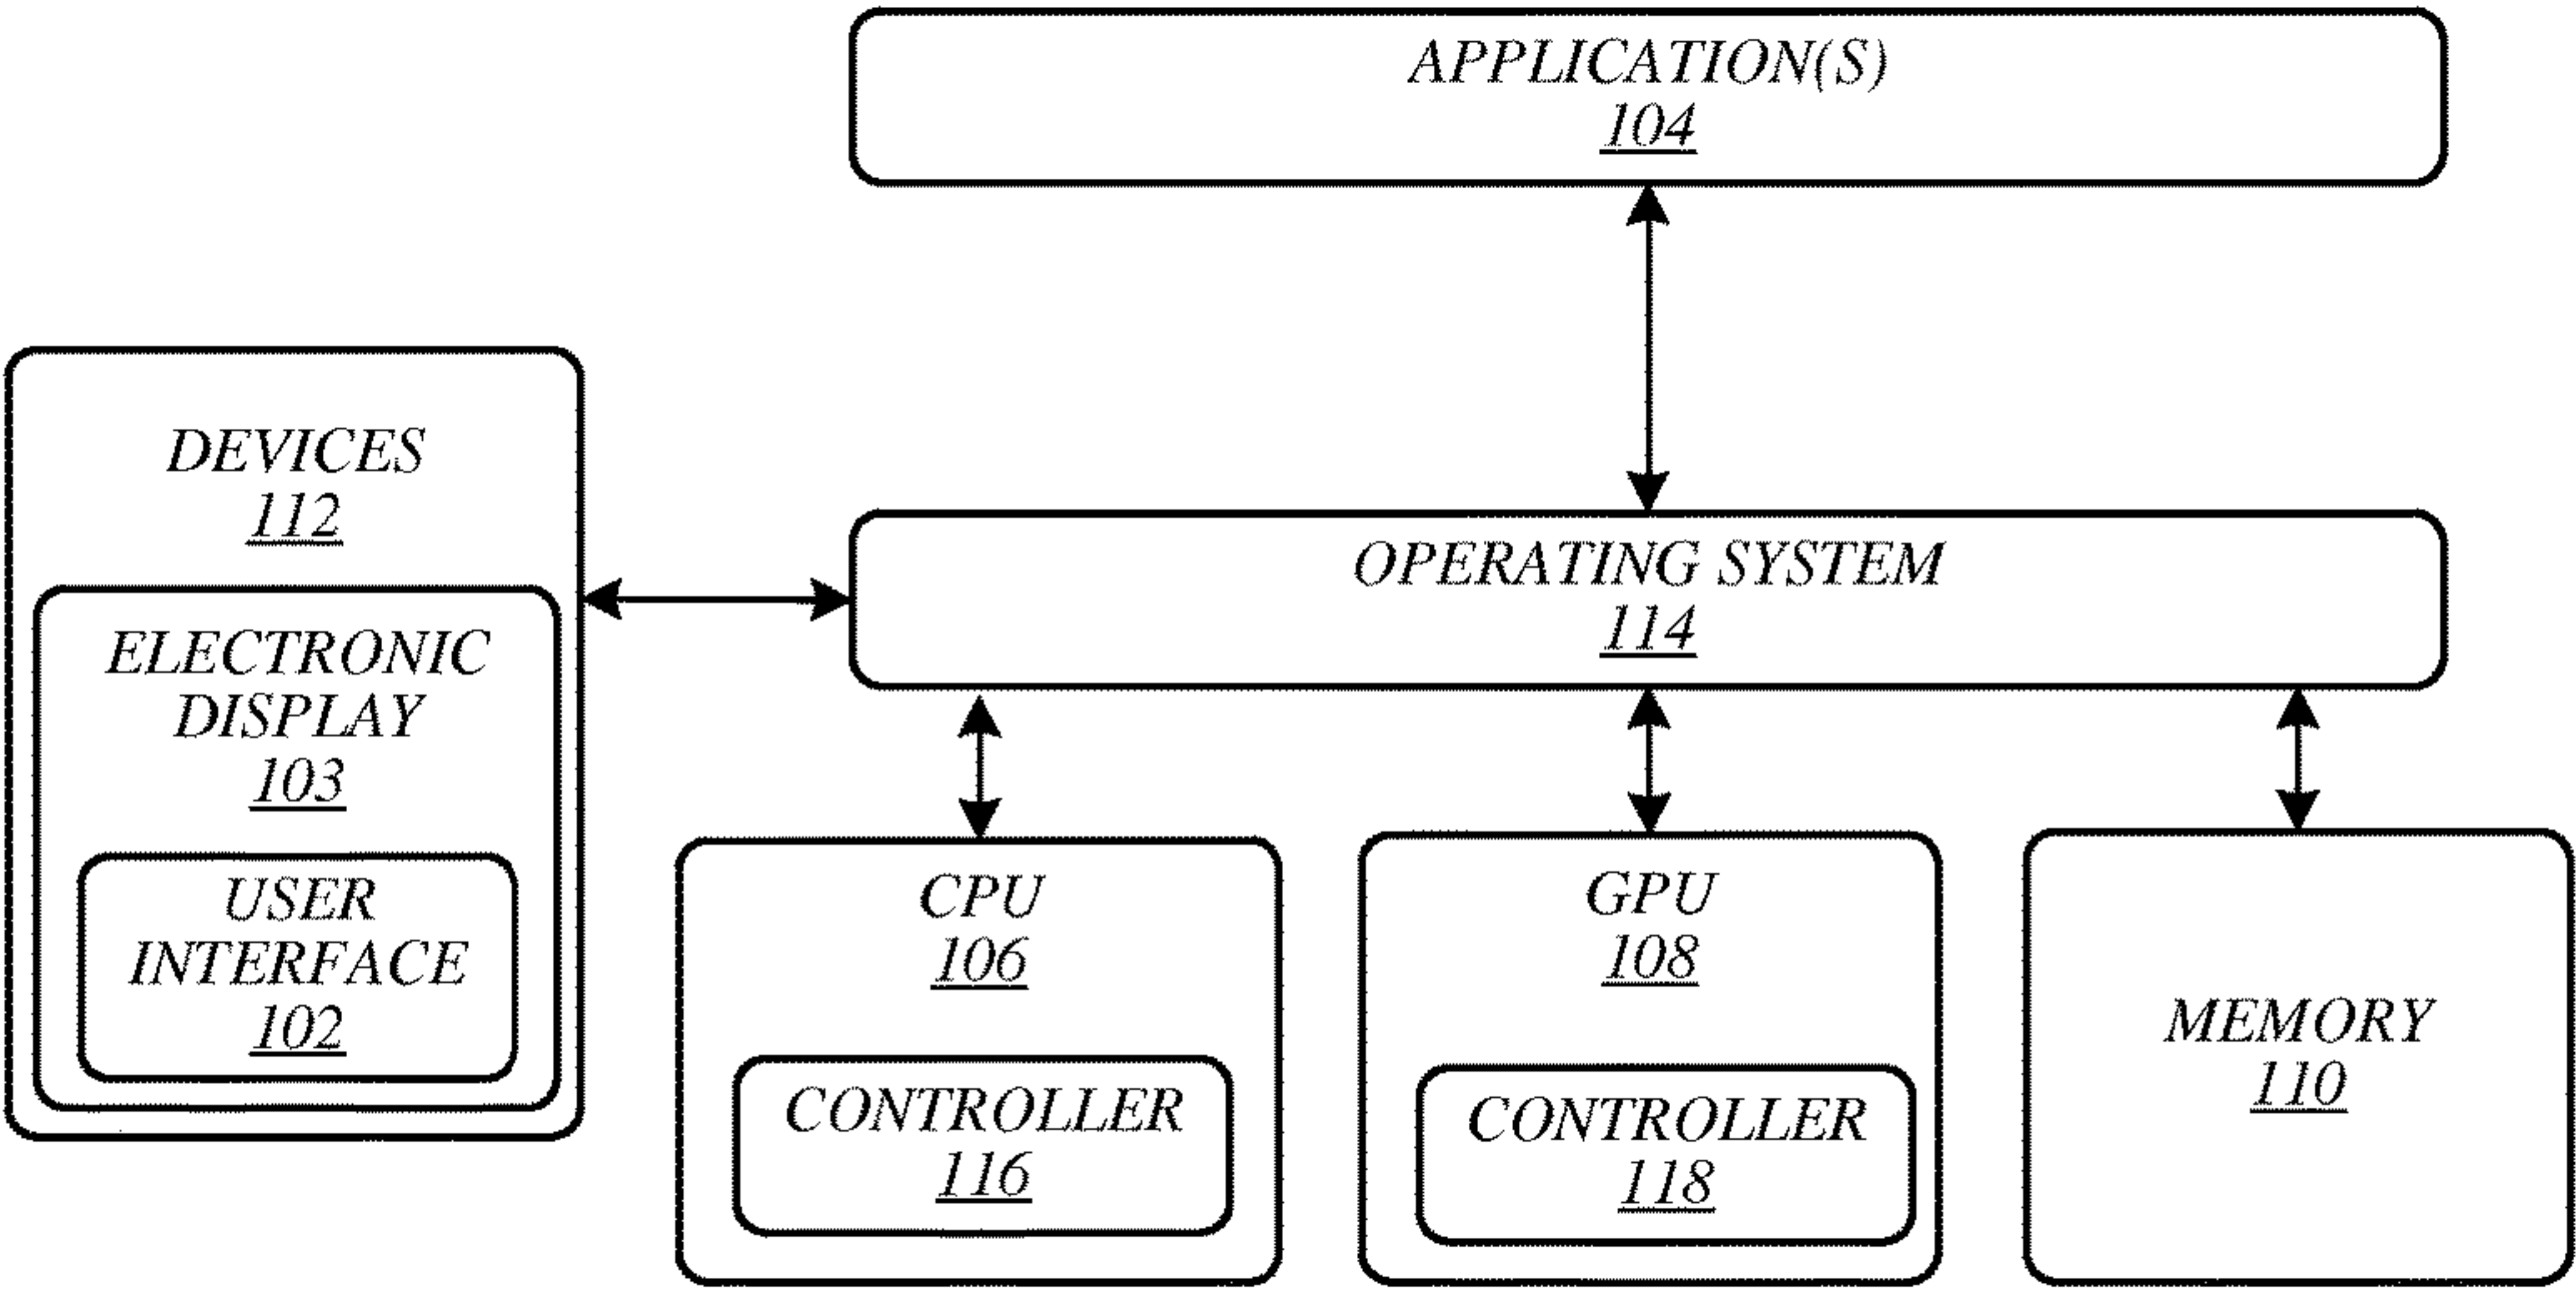 APPLICATION(S)
104
DEVICES
112
OPERATING SYSTEM
114
ELECTRONIC
DISPLAY
103
USER
INTERFACE
102
CPU
106
CONTROLLER
116
GPU
108
CONTROLLER
118
MEMORY
110